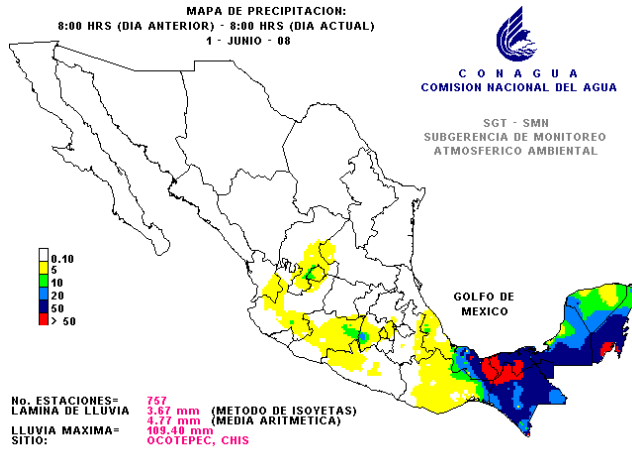 MAPA DE PRECIPITACION:
8:00 HRS (DIA ANTERIOR) - 8:00 HRS (DIA ACTUAL)
1 - JUNIO - 08
C O N A G U A
COMISION NACIONAL DEL AGUA
SGT - SMN
SUBGERENCIA DE MONITOREO
ATMOSFERICO AMBIENTAL
0.10
5
10
20
50
> 50
GOLFO DE
MEXICO
No. ESTACIONES= 757
LAMINA DE LLUVIA 3.67 mm (METODO DE ISOYETAS)
4.77 mm (MEDIA ARITMETICA)
LLUVIA MAXIMA= 109.40 mm
SITIO: OCOTEPEC, CHIS